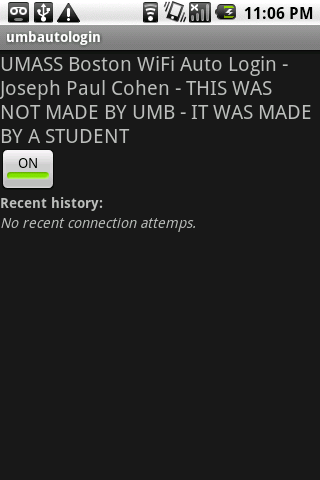 11:06 PM
umbautologin
UMASS Boston WiFi Auto Login -
Joseph Paul Cohen - THIS WAS
NOT MADE BY UMB - IT WAS MADE
BY A STUDENT
ON
Recent history:
No recent connection attemps.